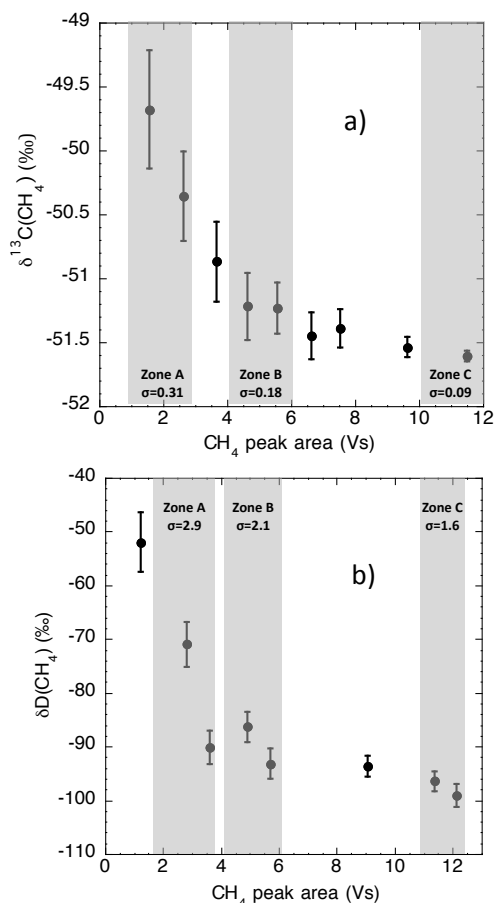 -49
-49.5
-50
-50.5
-51
-51.5
-52
δ¹³C(CH₄) (‰)
a)
Zone A
σ=0.31
Zone B
σ=0.18
Zone C
σ=0.09
0 2 4 6 8 10 12
CH₄ peak area (Vs)
-40
-50
-60
-70
-80
-90
-100
-110
δD(CH₄) (‰)
Zone A
σ=2.9
Zone B
σ=2.1
Zone C
σ=1.6
b)
0 2 4 6 8 10 12
CH₄ peak area (Vs)